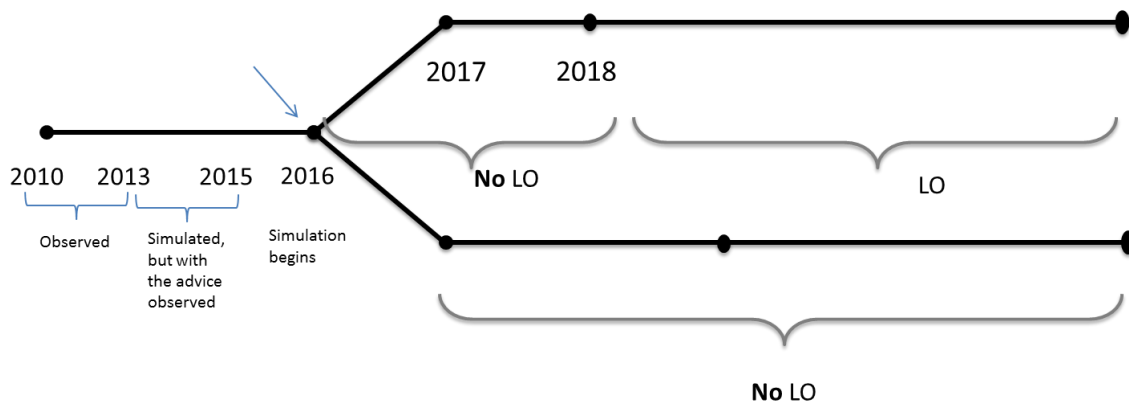 2017 2018
2010 2013 2015 2016
No LO
LO
Observed
Simulated,
but with
the advice
observed
Simulation
begins
No LO